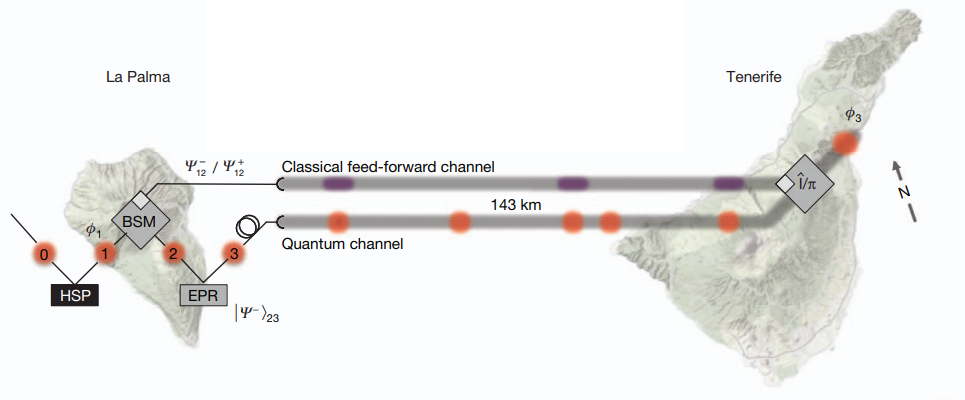 La Palma
Tenerife
ϕ3
Ψ−12 / Ψ+12
Classical feed-forward channel
Î/π
N
143 km
BSM
ϕ1
Quantum channel
0
1
2
3
HSP
EPR
|Ψ−⟩23